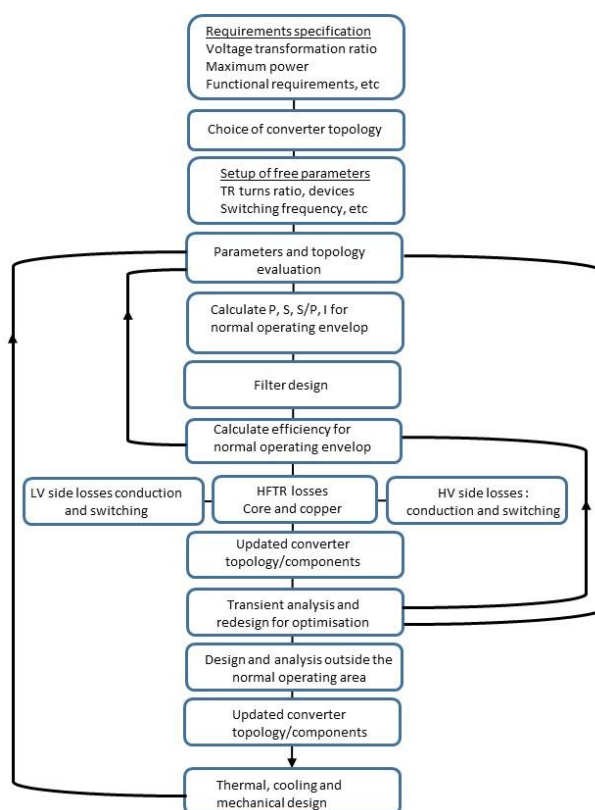 Requirements specification
Voltage transformation ratio
Maximum power
Functional requirements, etc
Choice of converter topology
Setup of free parameters
TR turns ratio, devices
Switching frequency, etc
Parameters and topology
evaluation
Calculate P, S, S/P, I for
normal operating envelop
Filter design
Calculate efficiency for
normal operating envelop
LV side losses conduction
and switching
HFTR losses
Core and copper
HV side losses :
conduction and switching
Updated converter
topology/components
Transient analysis and
redesign for optimisation
Design and analysis outside the
normal operating area
Updated converter
topology/components
Thermal, cooling and
mechanical design